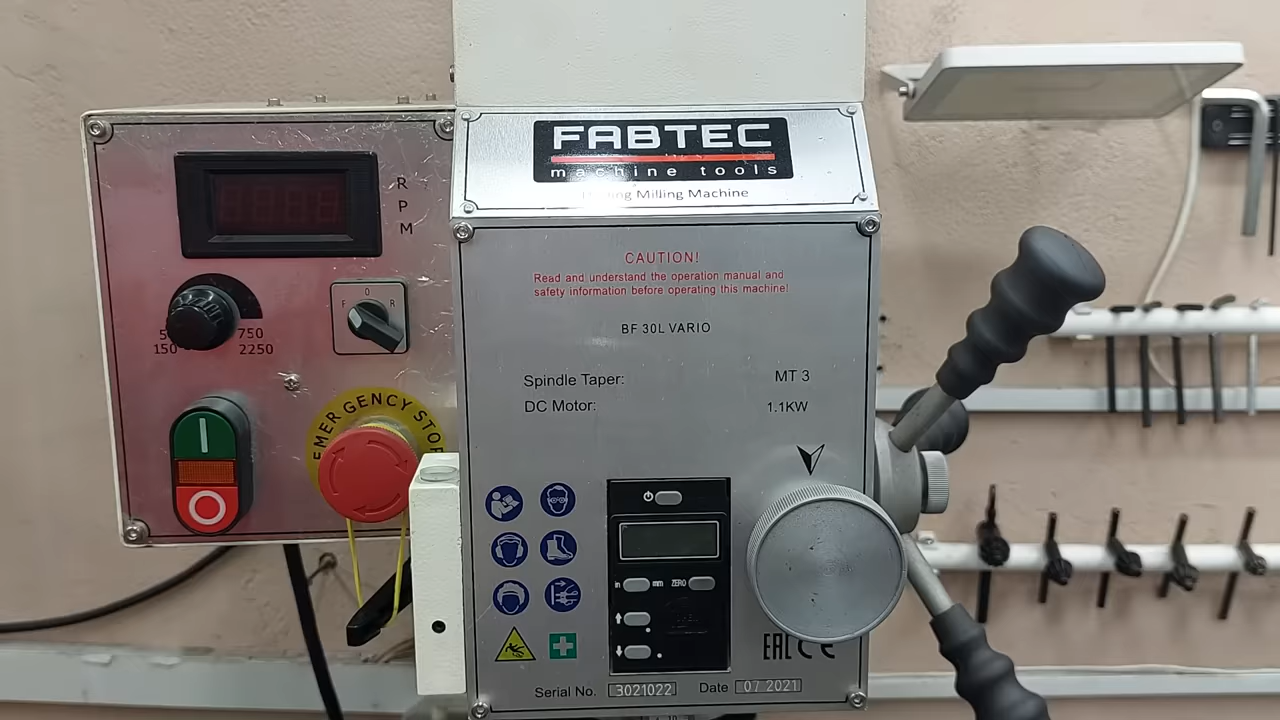 FABTEC
machine tools
Milling Machine
RPM
F O R
750
150 2250
EMERGENCY STOP
CAUTION!
Read and understand the operation manual and
safety information before operating this machine!
BF 30L VARIO
Spindle Taper: MT 3
DC Motor: 1.1KW
in mm ZERO
EAC CE
Serial No. 3021022 Date 07 2021